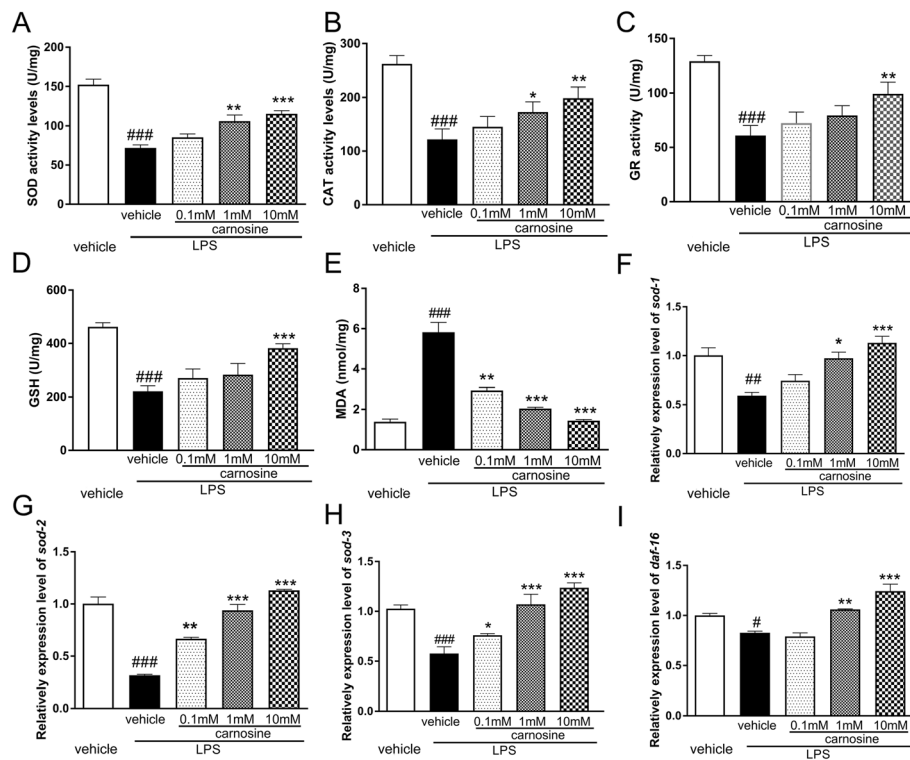 A
SOD activity levels (U/mg)
200
150
100
50
0
###
**
***
vehicle
0.1mM 1mM 10mM
carnosine
vehicle
LPS
B
CAT activity levels (U/mg)
300
200
100
0
###
*
**
vehicle
0.1mM 1mM 10mM
carnosine
vehicle
LPS
C
GR activity (U/mg)
150
100
50
0
###
**
vehicle
0.1mM 1mM 10mM
carnosine
vehicle
LPS
D
GSH (U/mg)
600
400
200
0
###
***
vehicle
0.1mM 1mM 10mM
carnosine
vehicle
LPS
E
MDA (nmol/mg)
8
6
4
2
0
###
**
***
***
vehicle
0.1mM 1mM 10mM
carnosine
vehicle
LPS
F
Relatively expression level of sod-1
1.5
1.0
0.5
0.0
##
*
***
vehicle
0.1mM 1mM 10mM
carnosine
vehicle
LPS
G
Relatively expression level of sod-2
1.5
1.0
0.5
0.0
###
**
***
***
vehicle
0.1mM 1mM 10mM
carnosine
vehicle
LPS
H
Relatively expression level of sod-3
1.5
1.0
0.5
0.0
###
*
***
***
vehicle
0.1mM 1mM 10mM
carnosine
vehicle
LPS
I
Relatively expression level of daf-16
1.5
1.0
0.5
0.0
#
**
***
vehicle
0.1mM 1mM 10mM
carnosine
vehicle
LPS